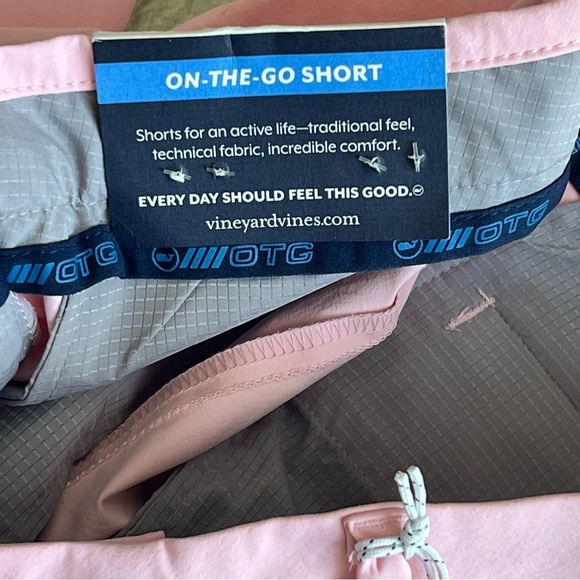 ON-THE-GO SHORT
Shorts for an active life—traditional feel,
technical fabric, incredible comfort.
EVERY DAY SHOULD FEEL THIS GOOD.
vineyardvines.com
OTG OTG OTG